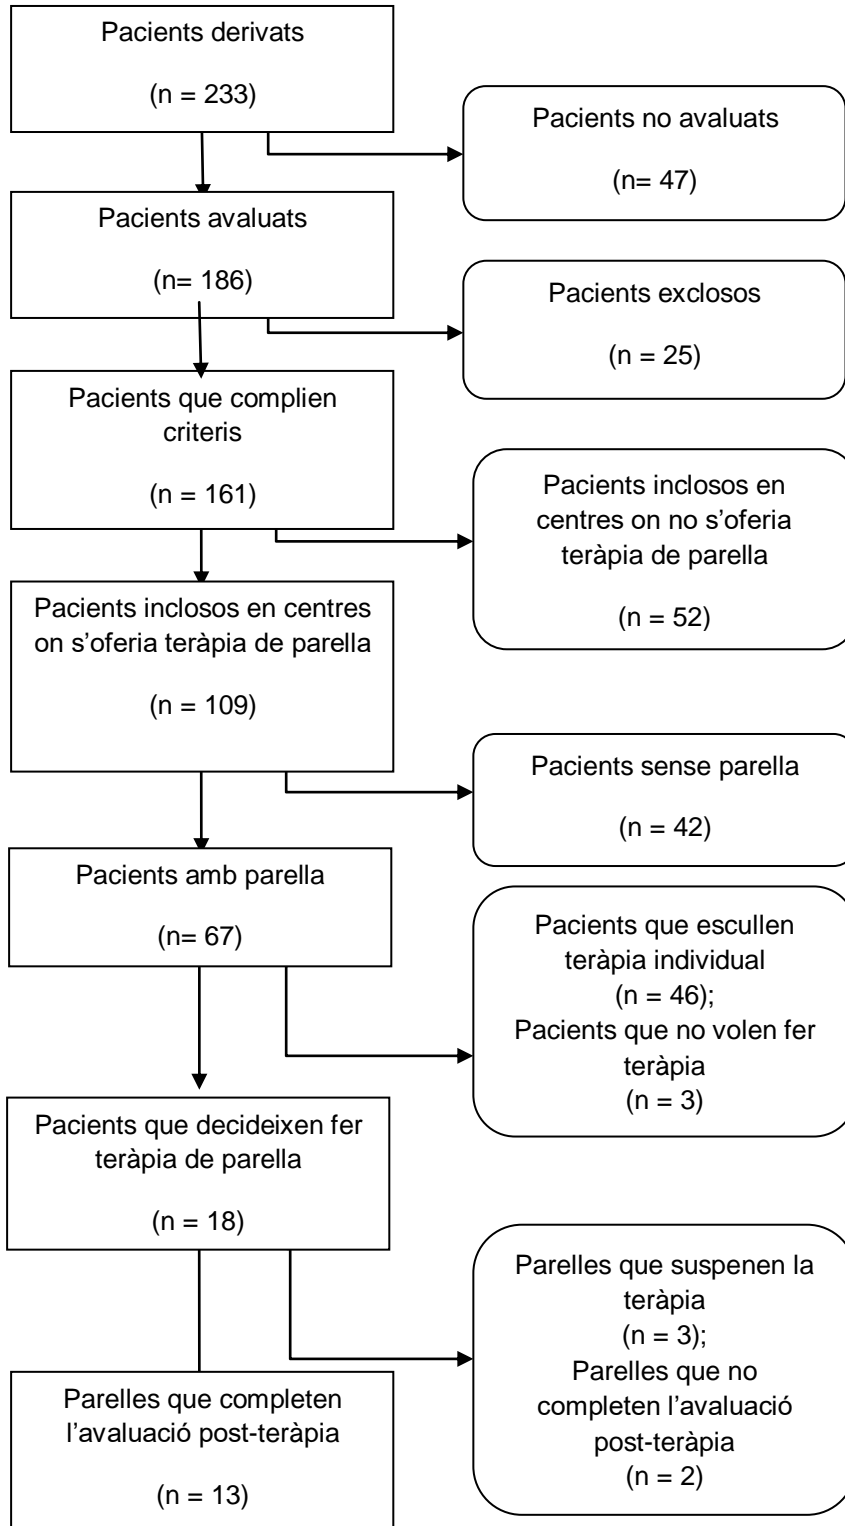 Pacients derivats
(n = 233)
Pacients no avaluats
(n= 47)
Pacients avaluats
(n= 186)
Pacients exclosos
(n = 25)
Pacients que complien
criteris
(n = 161)
Pacients inclosos en
centres on no s’oferia
teràpia de parella
(n = 52)
Pacients inclosos en centres
on s’oferia teràpia de parella
(n = 109)
Pacients sense parella
(n = 42)
Pacients amb parella
(n= 67)
Pacients que escullen
teràpia individual
(n = 46);
Pacients que no volen fer
teràpia
(n = 3)
Pacients que decideixen fer
teràpia de parella
(n = 18)
Parelles que suspenen la
teràpia
(n = 3);
Parelles que no
completen l’avaluació
post-teràpia
(n = 2)
Parelles que completen
l’avaluació post-teràpia
(n = 13)